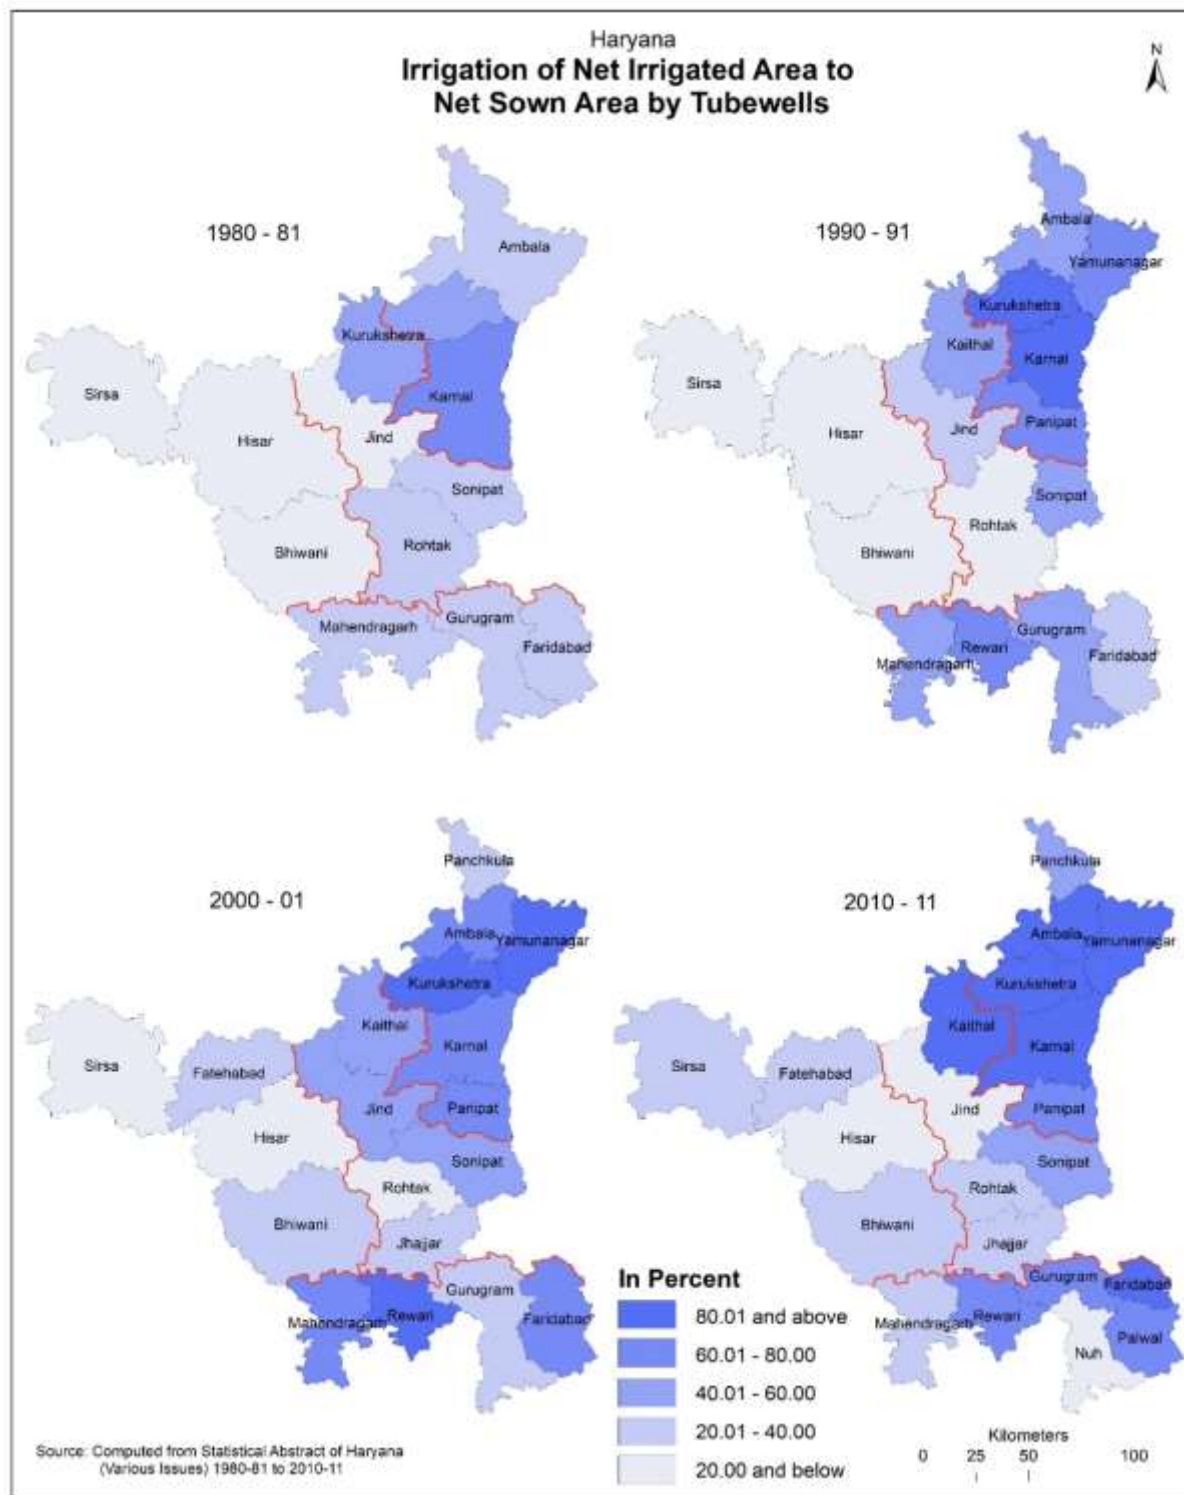 Haryana
Irrigation of Net Irrigated Area to
Net Sown Area by Tubewells
N
1980 - 81
Ambala
Kurukshetra
Karnal
Sirsa
Hisar
Jind
Sonipat
Bhiwani
Rohtak
Mahendragarh
Gurugram
Faridabad
1990 - 91
Ambala
Yamunanagar
Kurukshetra
Kaithal
Karnal
Sirsa
Hisar
Jind
Panipat
Sonipat
Rohtak
Bhiwani
Gurugram
Rewari
Mahendragarh
Faridabad
2000 - 01
Panchkula
Ambala
Yamunanagar
Kurukshetra
Kaithal
Karnal
Sirsa
Fatehabad
Jind
Panipat
Hisar
Sonipat
Rohtak
Bhiwani
Jhajjar
Gurugram
Mahendragarh
Rewari
Faridabad
2010 - 11
Panchkula
Ambala
Yamunanagar
Kurukshetra
Kaithal
Karnal
Sirsa
Fatehabad
Jind
Panipat
Hisar
Sonipat
Rohtak
Bhiwani
Jhajjar
Gurugram
Faridabad
Mahendragarh
Rewari
Palwal
Nuh
In Percent
80.01 and above
60.01 - 80.00
40.01 - 60.00
20.01 - 40.00
20.00 and below
Kilometers
0 25 50 100
Source: Computed from Statistical Abstract of Haryana
(Various Issues) 1980-81 to 2010-11